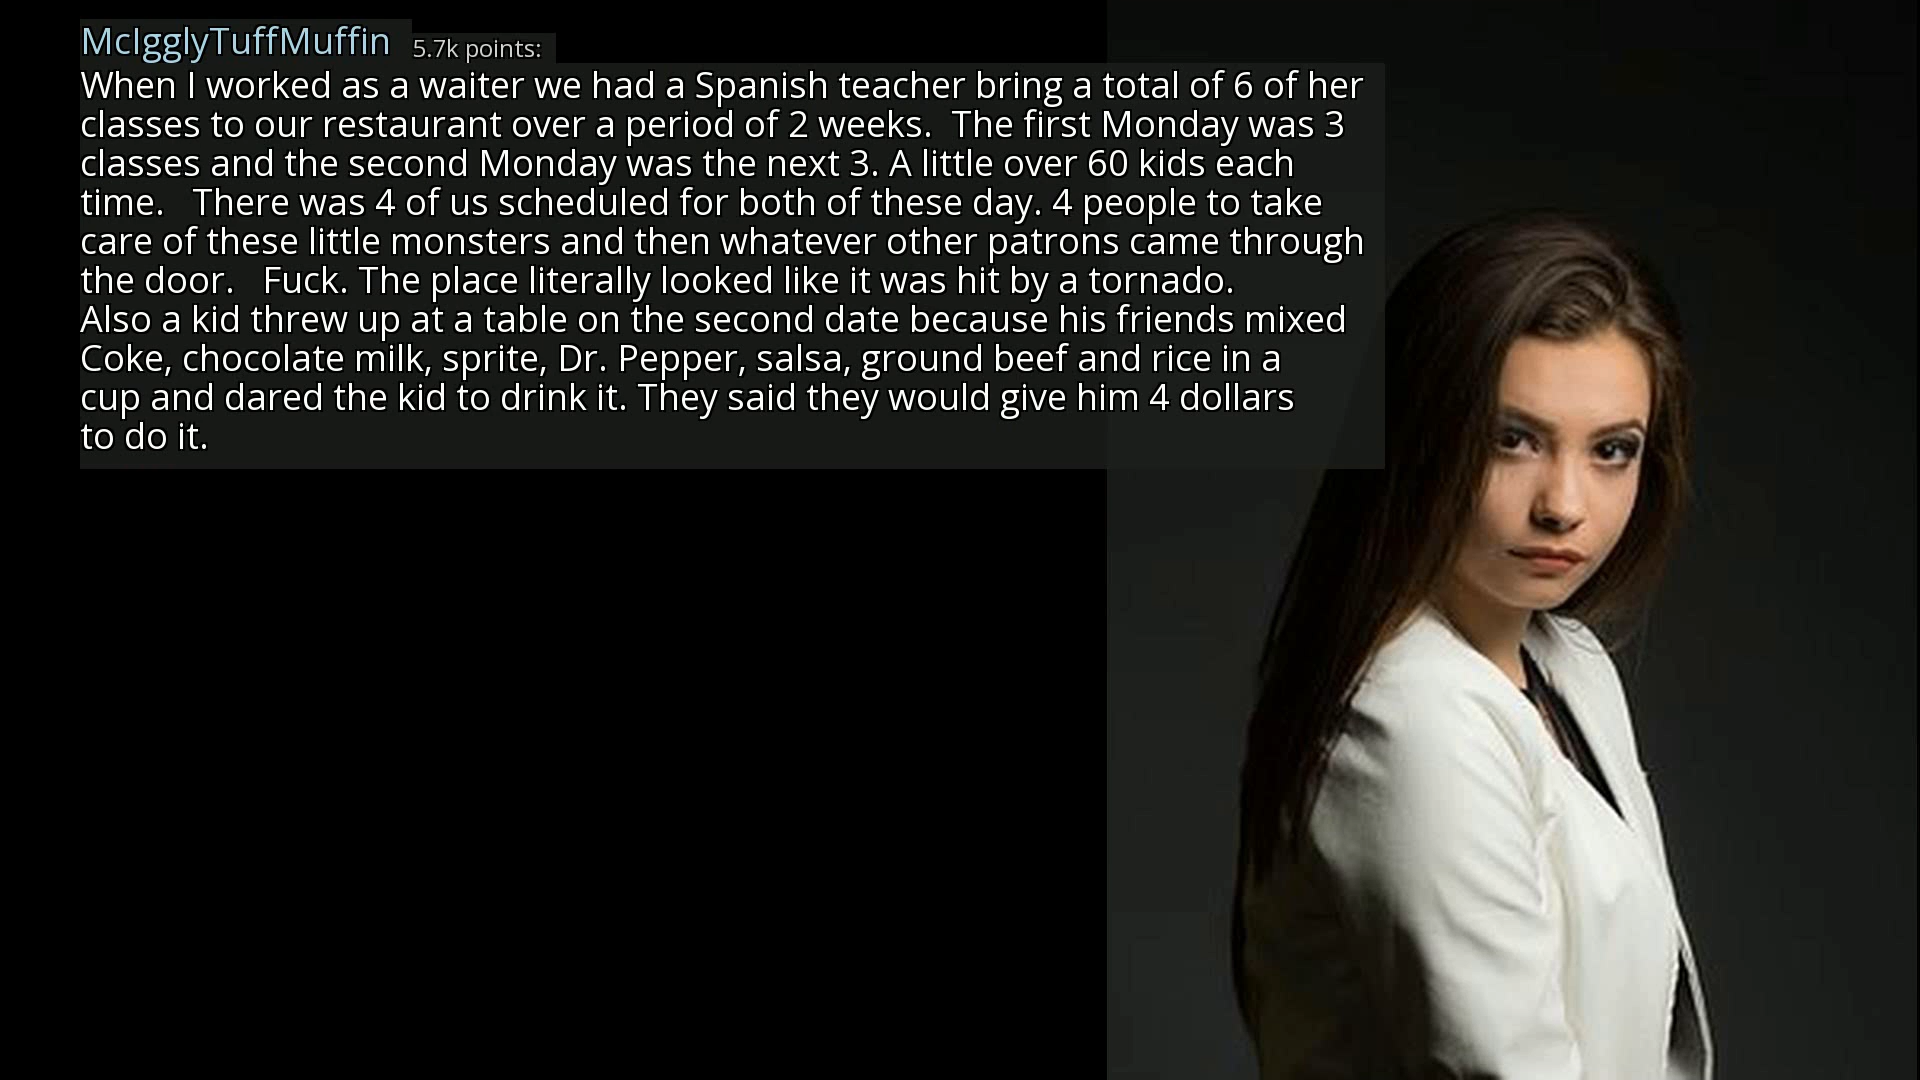 McIgglyTuffMuffin 5.7k points:
When I worked as a waiter we had a Spanish teacher bring a total of 6 of her
classes to our restaurant over a period of 2 weeks.  The first Monday was 3
classes and the second Monday was the next 3. A little over 60 kids each
time.   There was 4 of us scheduled for both of these day. 4 people to take
care of these little monsters and then whatever other patrons came through
the door.   Fuck. The place literally looked like it was hit by a tornado.
Also a kid threw up at a table on the second date because his friends mixed
Coke, chocolate milk, sprite, Dr. Pepper, salsa, ground beef and rice in a
cup and dared the kid to drink it. They said they would give him 4 dollars
to do it.